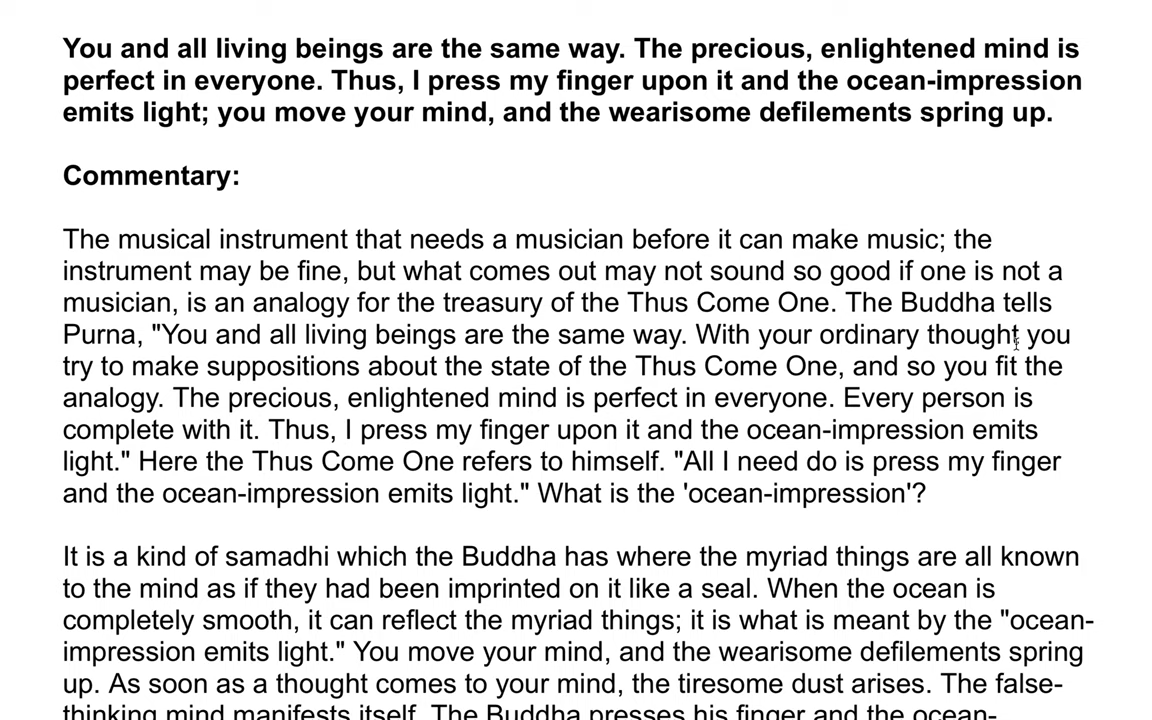 You and all living beings are the same way. The precious, enlightened mind is
perfect in everyone. Thus, I press my finger upon it and the ocean-impression
emits light; you move your mind, and the wearisome defilements spring up.
Commentary:
The musical instrument that needs a musician before it can make music; the
instrument may be fine, but what comes out may not sound so good if one is not a
musician, is an analogy for the treasury of the Thus Come One. The Buddha tells
Purna, "You and all living beings are the same way. With your ordinary thought you
try to make suppositions about the state of the Thus Come One, and so you fit the
analogy. The precious, enlightened mind is perfect in everyone. Every person is
complete with it. Thus, I press my finger upon it and the ocean-impression emits
light." Here the Thus Come One refers to himself. "All I need do is press my finger
and the ocean-impression emits light." What is the 'ocean-impression'?
It is a kind of samadhi which the Buddha has where the myriad things are all known
to the mind as if they had been imprinted on it like a seal. When the ocean is
completely smooth, it can reflect the myriad things; it is what is meant by the "ocean-
impression emits light." You move your mind, and the wearisome defilements spring
up. As soon as a thought comes to your mind, the tiresome dust arises. The false-
thinking mind manifests itself. The Buddha presses his finger and the ocean-